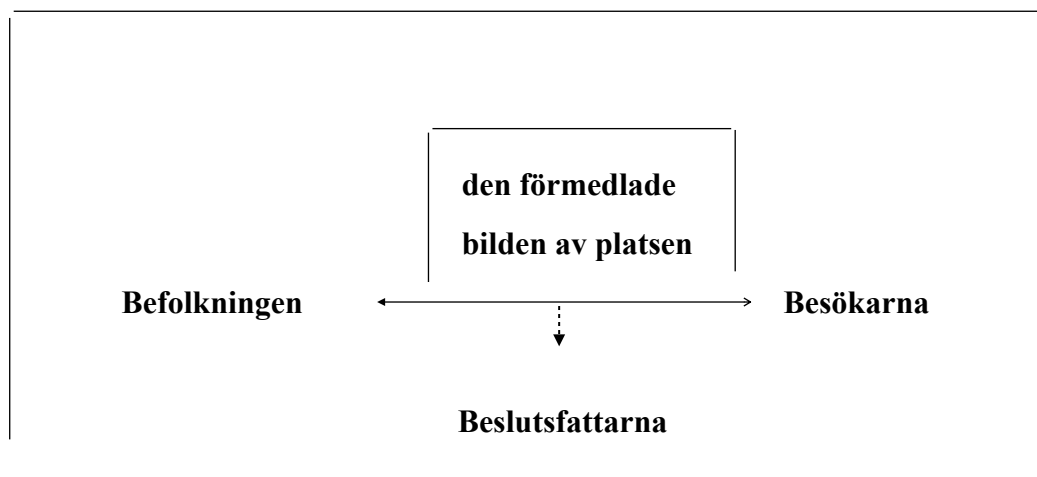 den förmedlade
bilden av platsen
Befolkningen Besökarna
Beslutsfattarna